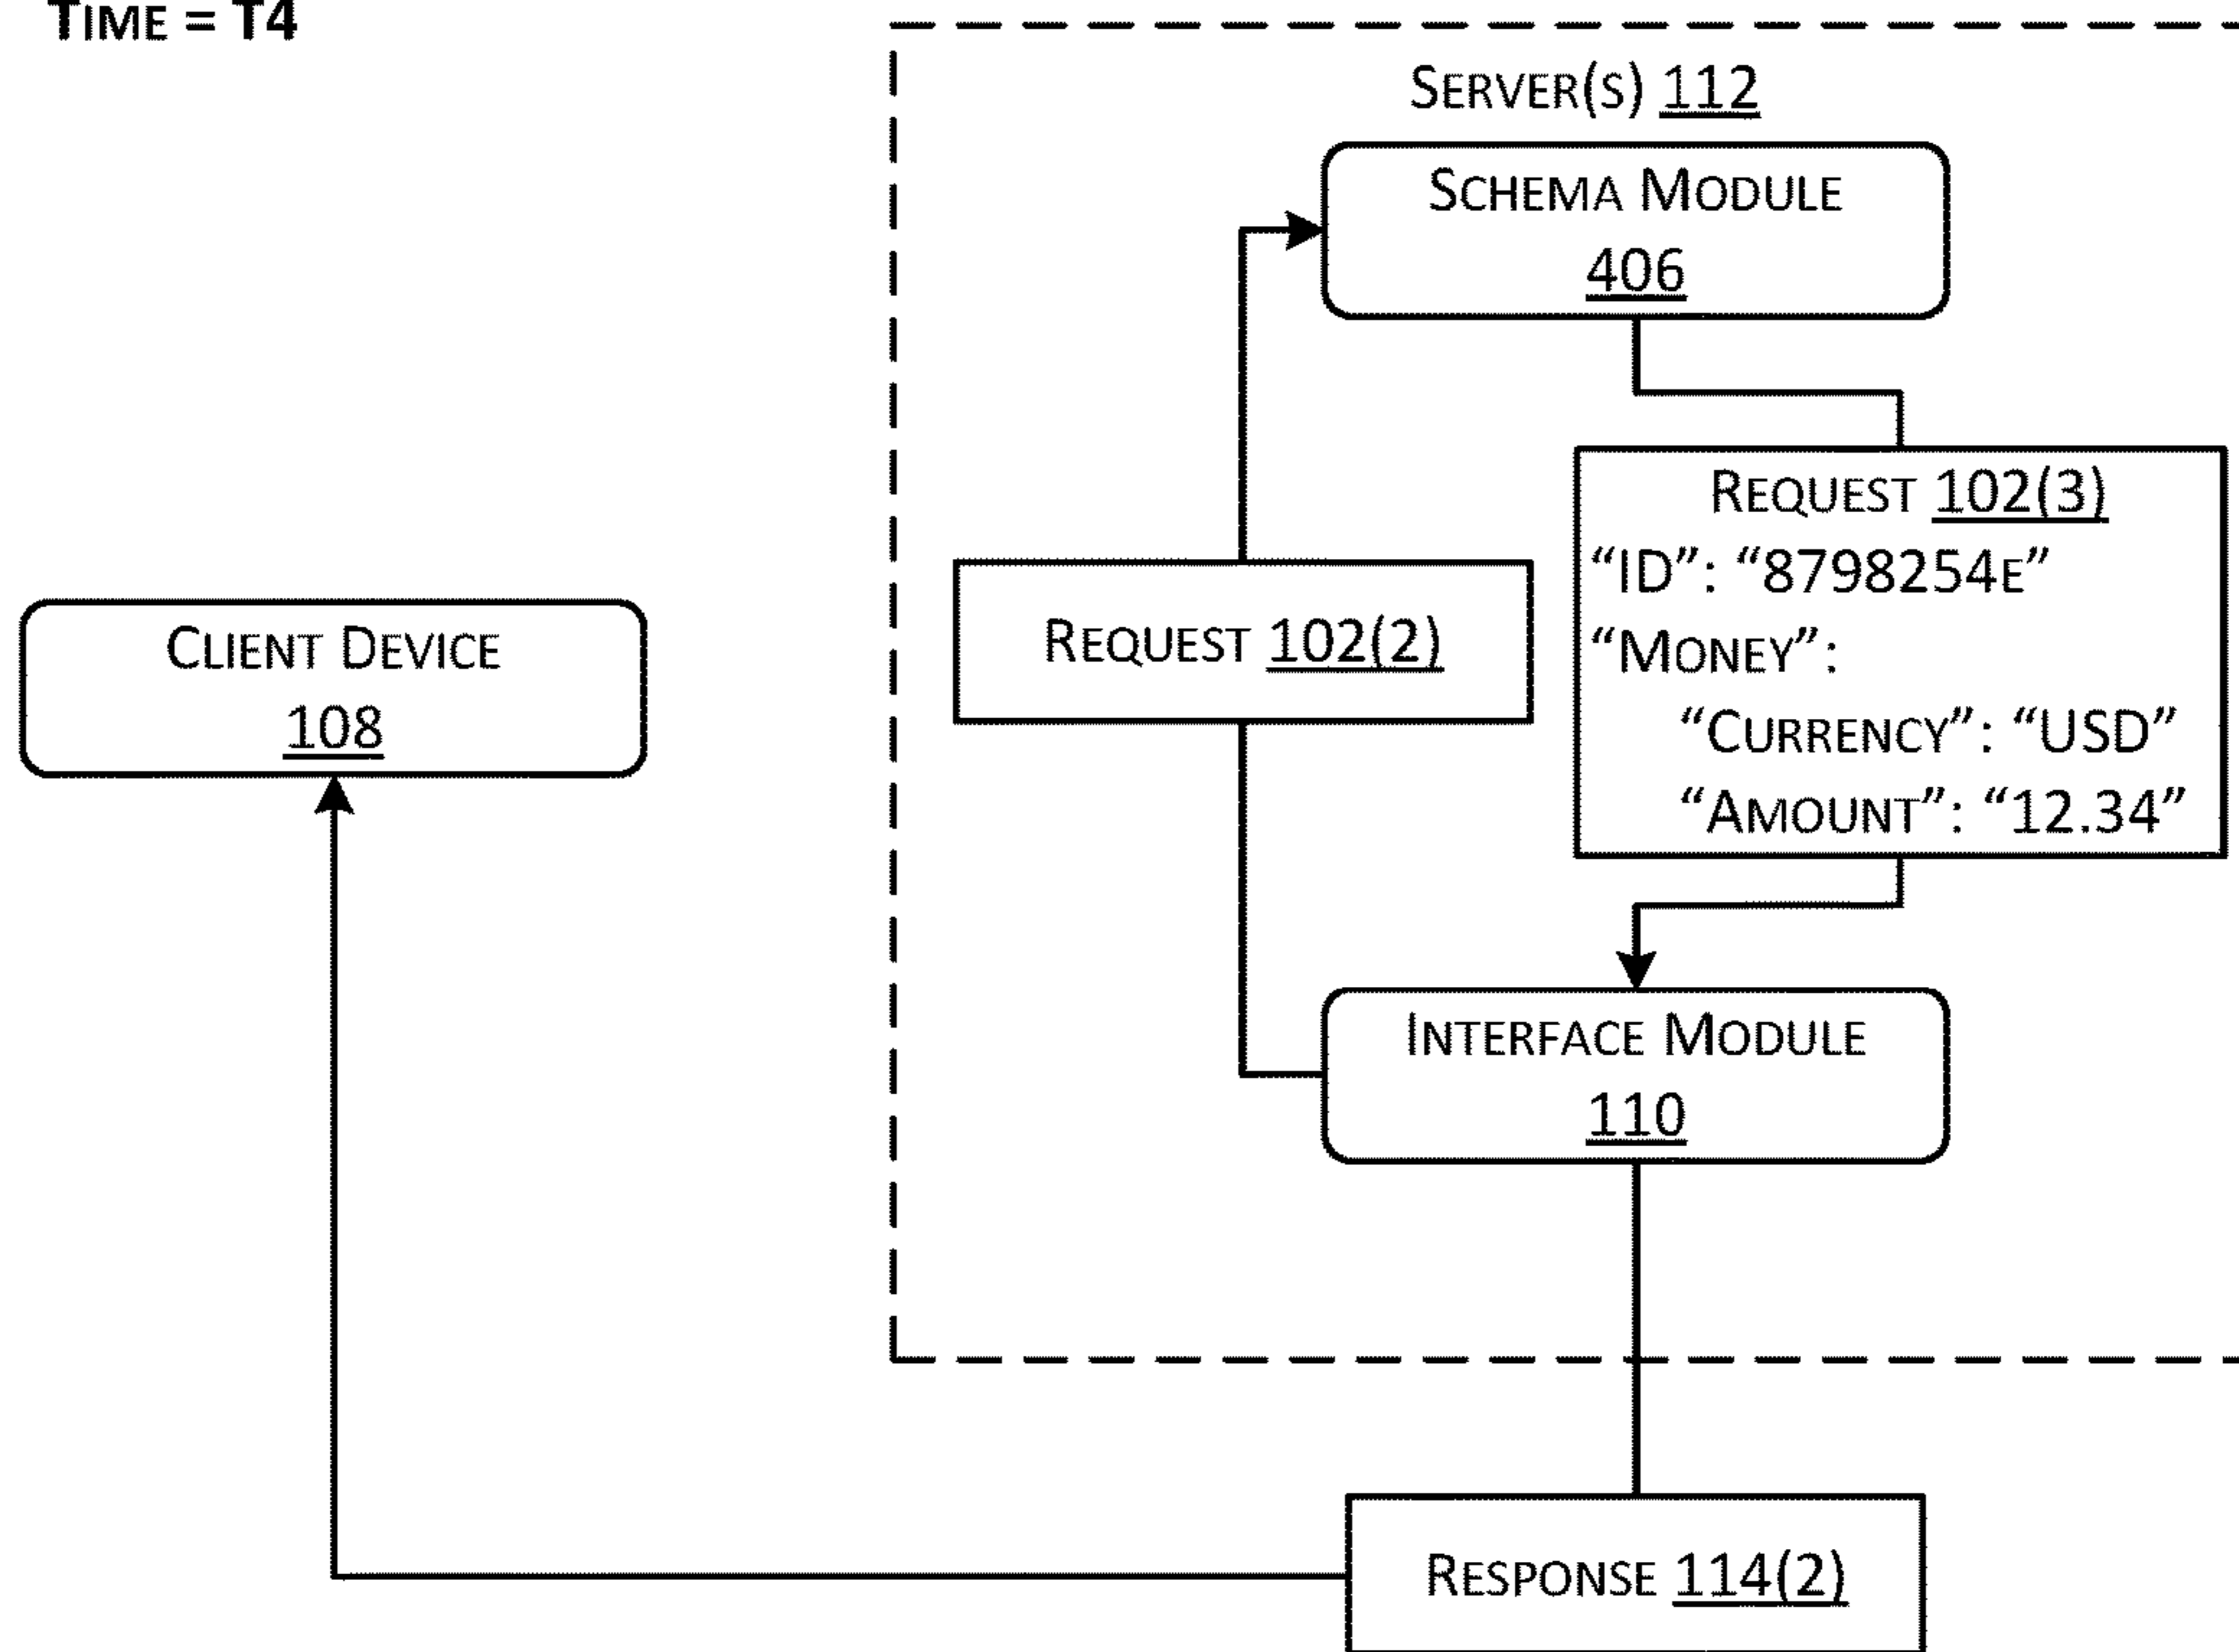 TIME = T4
SERVER(S) 112
SCHEMA MODULE
406
REQUEST 102(3)
"ID": "8798254E"
"MONEY":
"CURRENCY": "USD"
"AMOUNT": "12.34"
REQUEST 102(2)
CLIENT DEVICE
108
INTERFACE MODULE
110
RESPONSE 114(2)